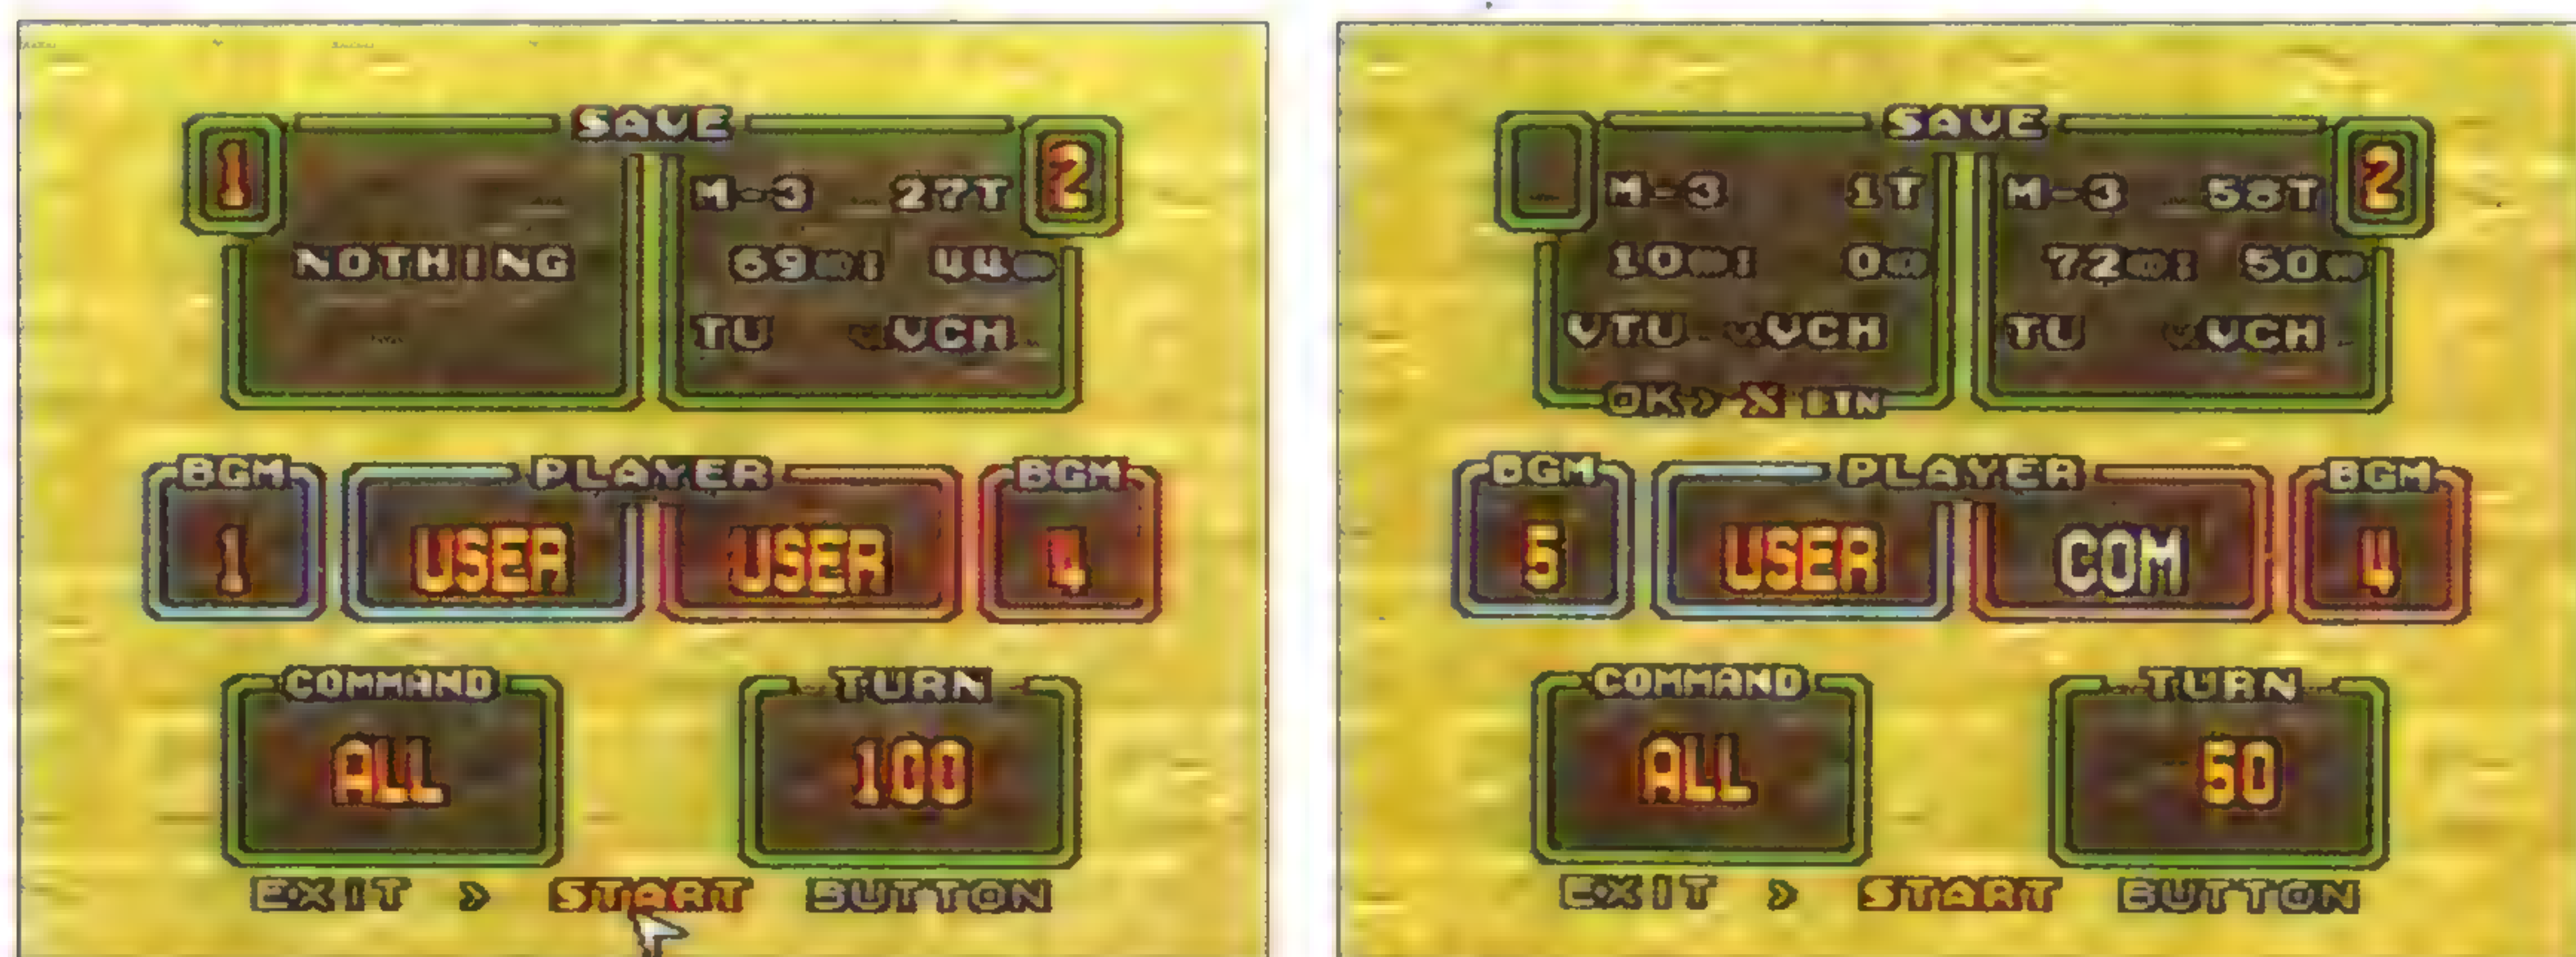 SAVE
1
NOTHING
M-3 27T
2
69 44
TU VCH
BGM
1
PLAYER
USER USER
BGM
4
COMMAND
ALL
TURN
100
EXIT > START BUTTON
SAVE
M-3 1T
10 0
VTU VCH
OK > X BTN
M-3 58T
2
72 50
TU VCH
BGM
5
PLAYER
USER COM
BGM
4
COMMAND
ALL
TURN
50
EXIT > START BUTTON